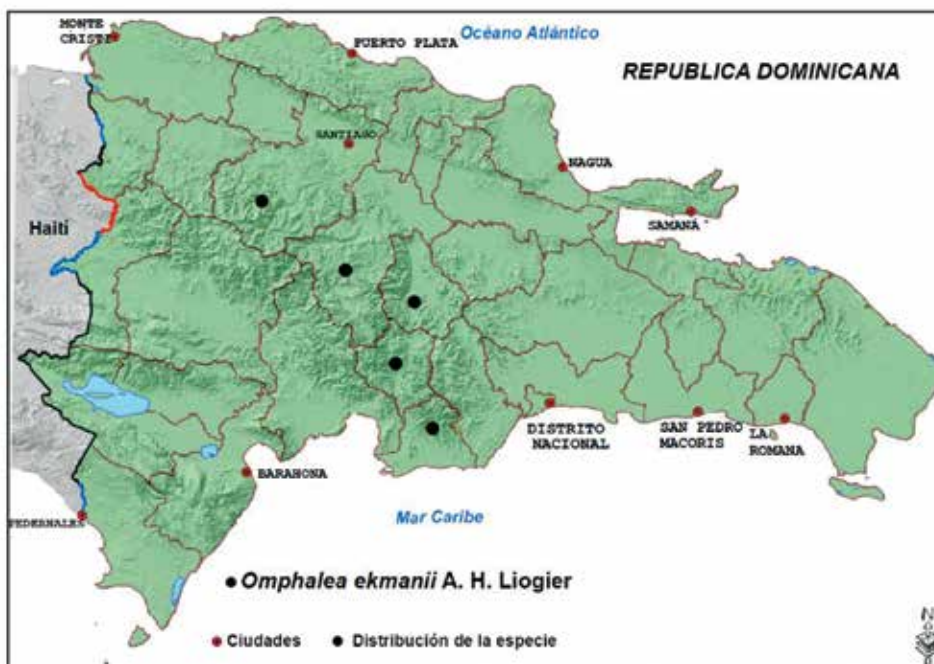 MONTE
CRISTI
Océano Atlántico
PUERTO PLATA
REPUBLICA DOMINICANA
SANTIAGO
NAGUA
Haití
SAMANÁ
DISTRITO
NACIONAL
SAN PEDRO
MACORIS
LA
ROMANA
BARAHONA
PEDERNALES
Mar Caribe
Omphalea ekmanii A. H. Liogier
Ciudades
Distribución de la especie
N